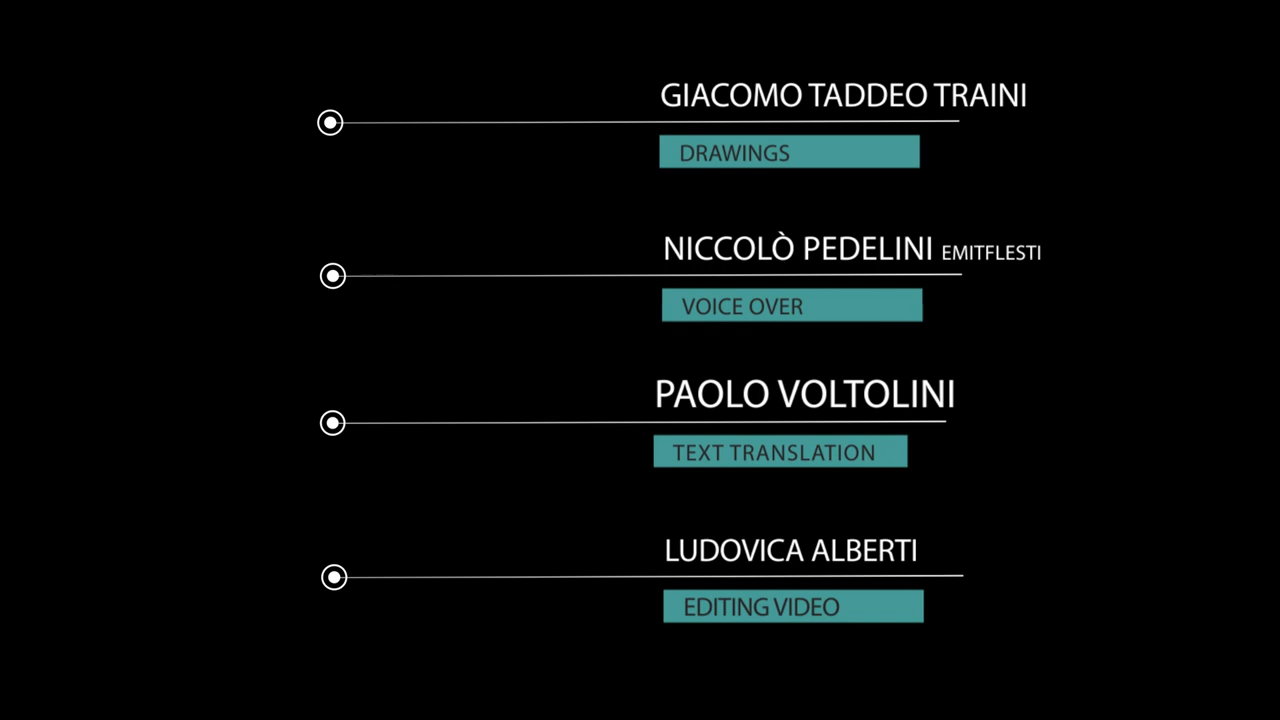 GIACOMO TADDEO TRAINI
DRAWINGS
NICCOLÒ PEDELINI EMITFLESTI
VOICE OVER
PAOLO VOLTOLINI
TEXT TRANSLATION
LUDOVICA ALBERTI
EDITING VIDEO